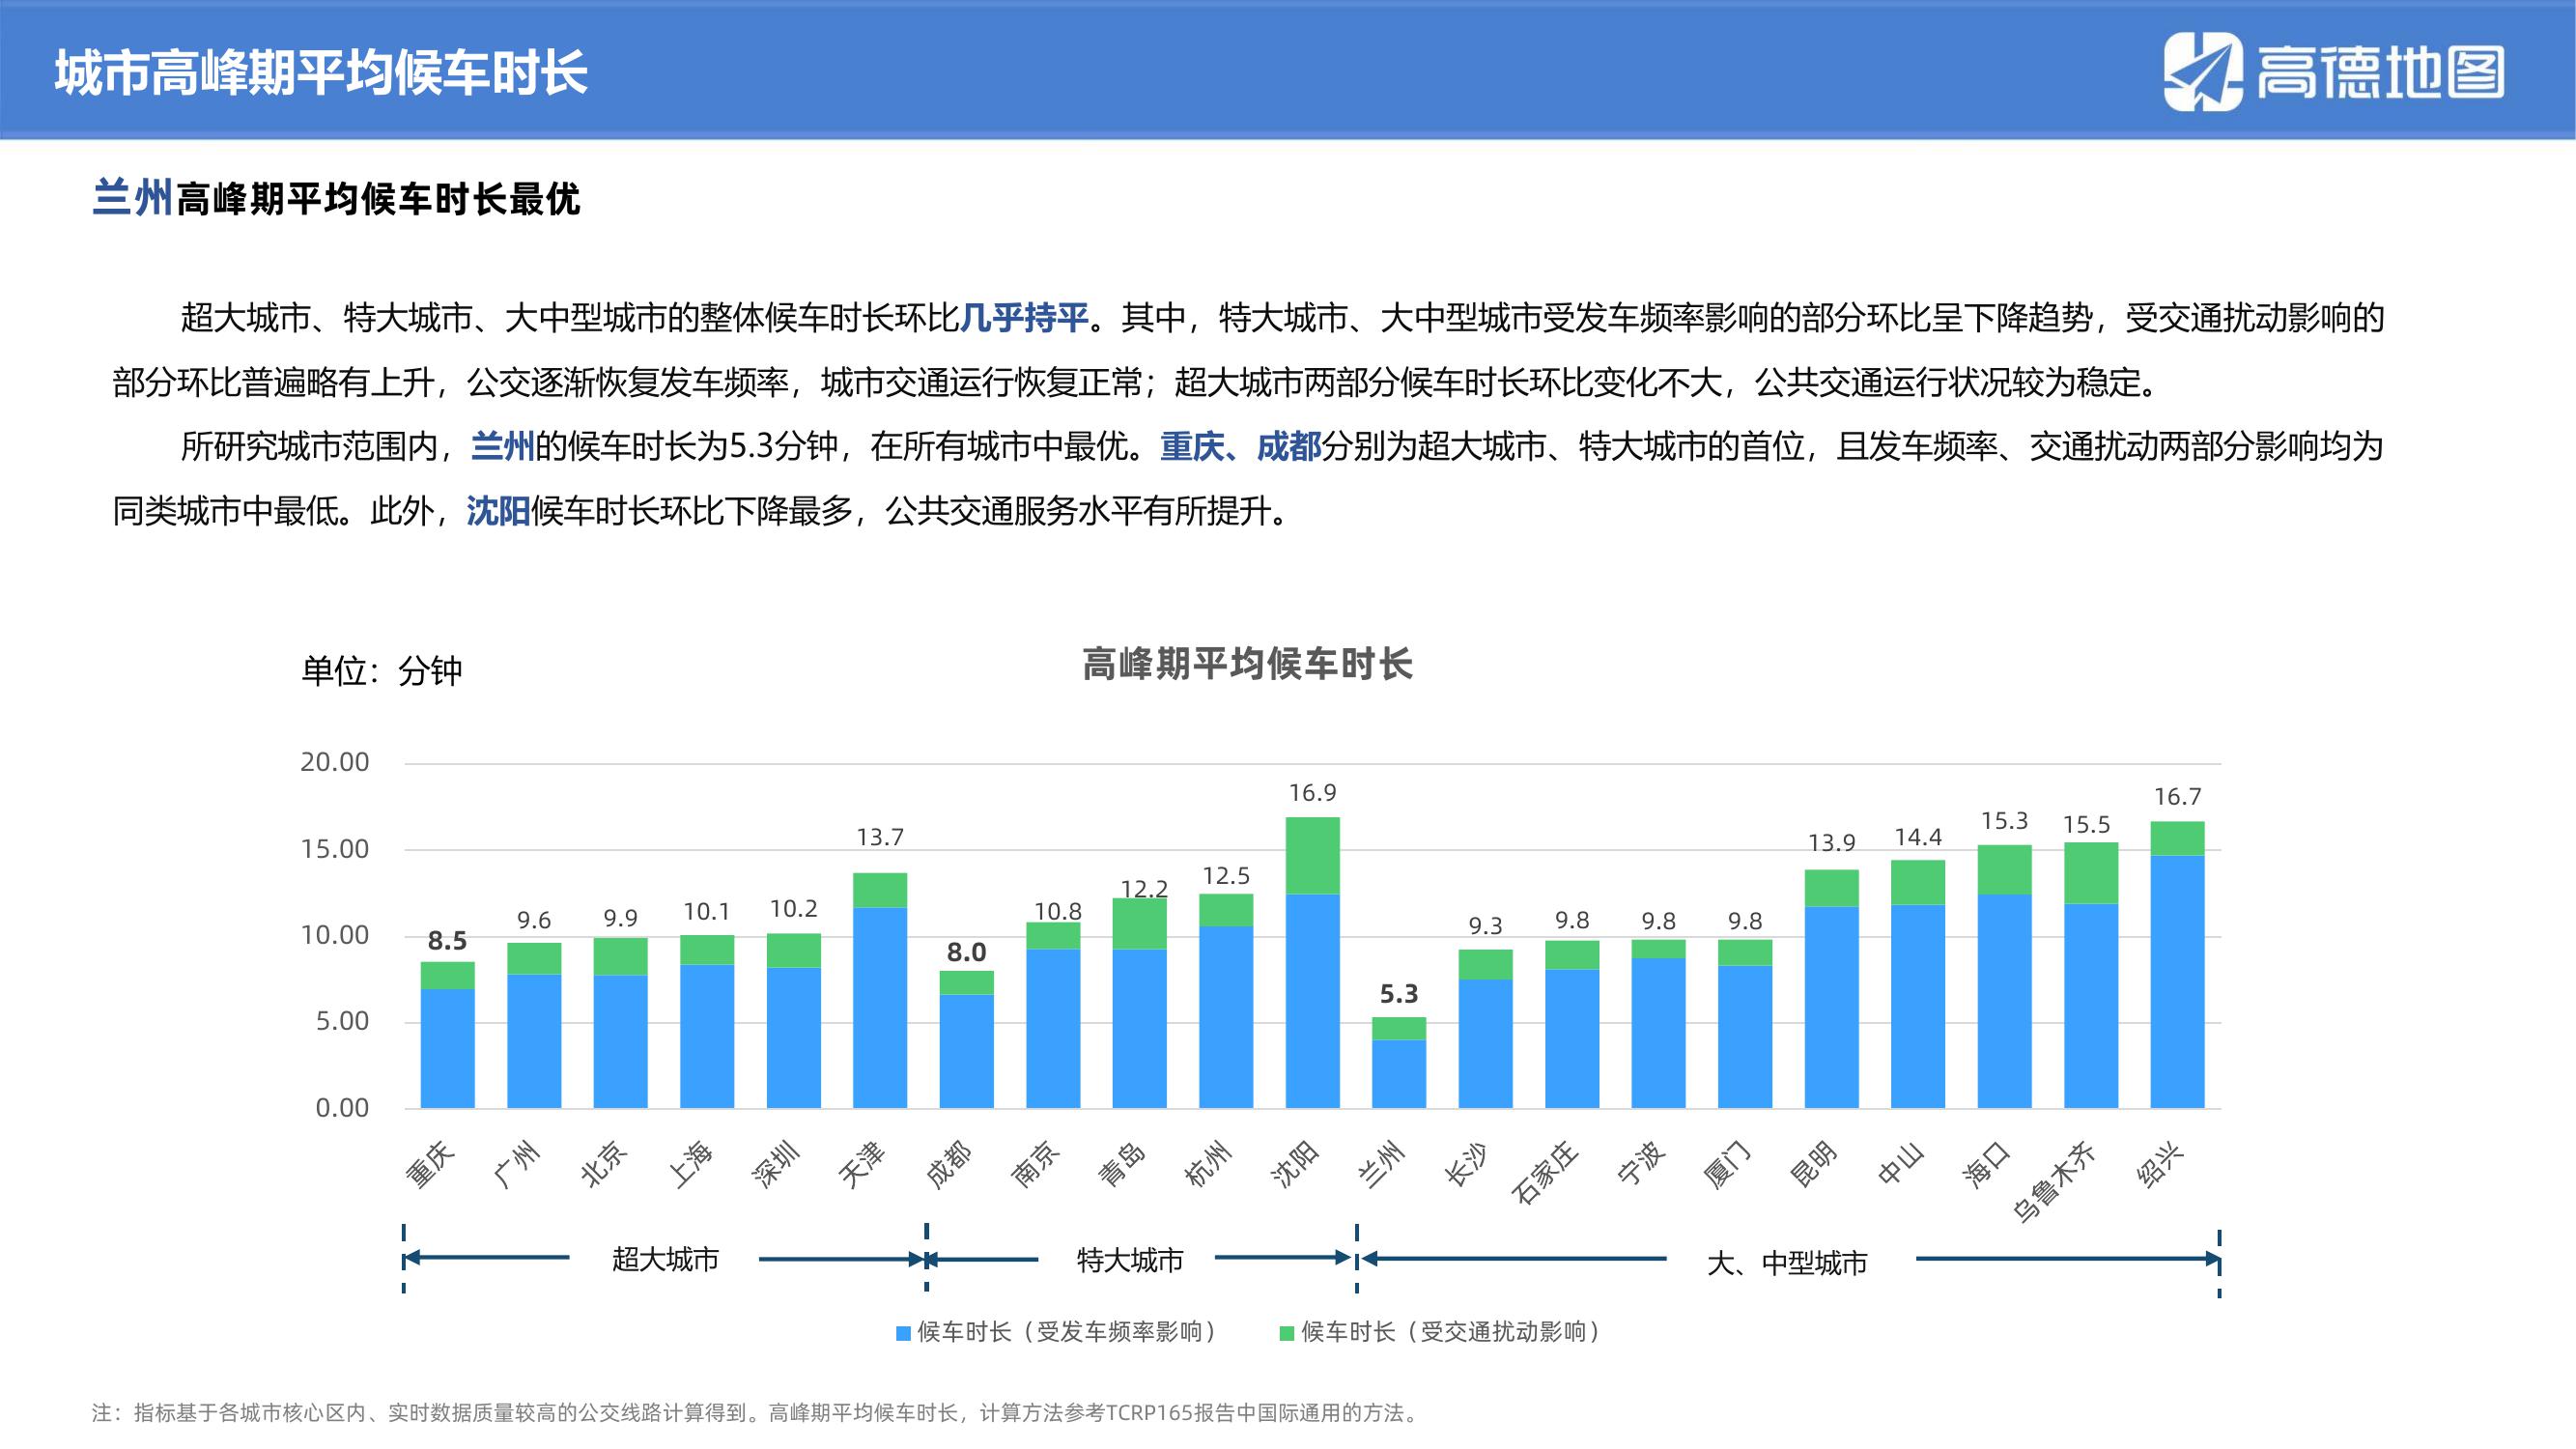 城市高峰期平均候车时长
高德地图
兰州高峰期平均候车时长最优
超大城市、特大城市、大中型城市的整体候车时长环比几乎持平。其中，特大城市、大中型城市受发车频率影响的部分环比呈下降趋势，受交通扰动影响的
部分环比普遍略有上升，公交逐渐恢复发车频率，城市交通运行恢复正常；超大城市两部分候车时长环比变化不大，公共交通运行状况较为稳定。
所研究城市范围内，兰州的候车时长为5.3分钟，在所有城市中最优。重庆、成都分别为超大城市、特大城市的首位，且发车频率、交通扰动两部分影响均为
同类城市中最低。此外，沈阳候车时长环比下降最多，公共交通服务水平有所提升。
单位：分钟
高峰期平均候车时长
20.00
15.00
10.00
5.00
0.00
8.5
9.6
9.9
10.1
10.2
13.7
8.0
10.8
12.2
12.5
16.9
5.3
9.3
9.8
9.8
9.8
13.9
14.4
15.3
15.5
16.7
重庆
广州
北京
上海
深圳
天津
成都
南京
青岛
杭州
沈阳
兰州
长沙
石家庄
宁波
厦门
昆明
中山
海口
乌鲁木齐
绍兴
超大城市
特大城市
大、中型城市
候车时长（受发车频率影响）
候车时长（受交通扰动影响）
注：指标基于各城市核心区内、实时数据质量较高的公交线路计算得到。高峰期平均候车时长，计算方法参考TCRP165报告中国际通用的方法。